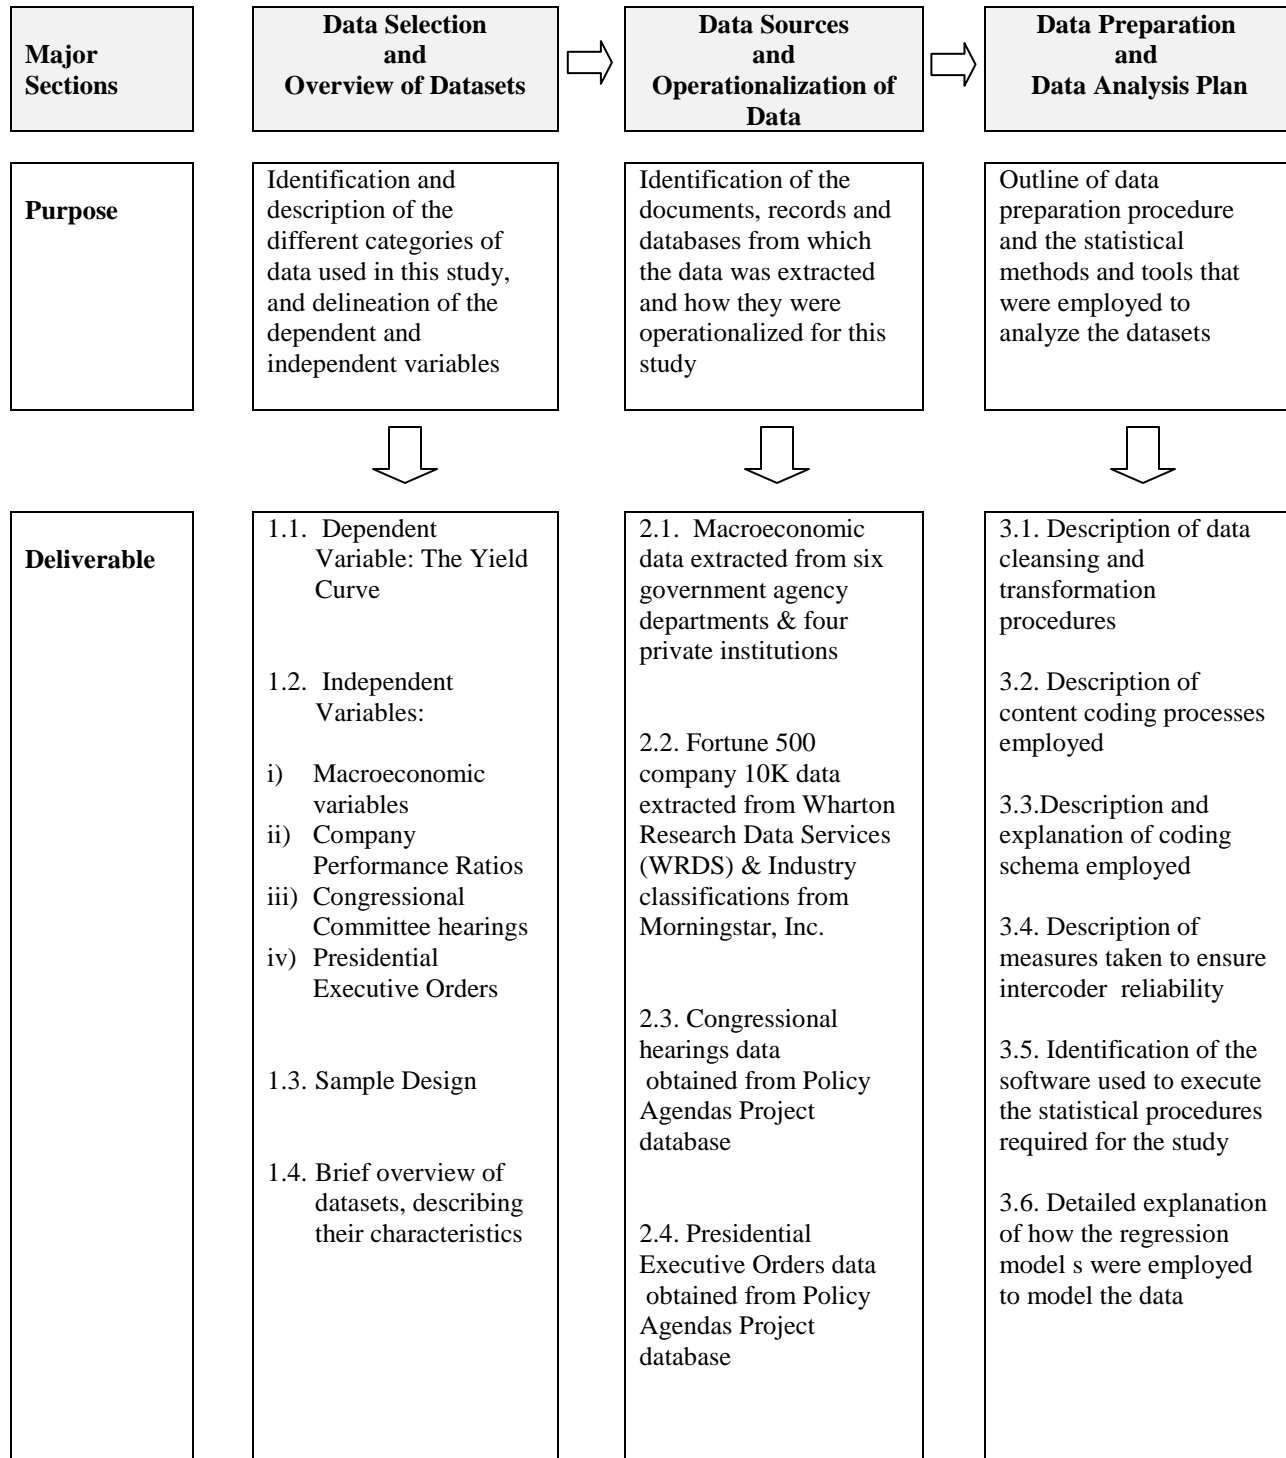 Major
Sections
Data Selection
and
Overview of Datasets
Data Sources
and
Operationalization of
Data
Data Preparation
and
Data Analysis Plan
Purpose
Identification and
description of the
different categories of
data used in this study,
and delineation of the
dependent and
independent variables
Identification of the
documents, records and
databases from which
the data was extracted
and how they were
operationalized for this
study
Outline of data
preparation procedure
and the statistical
methods and tools that
were employed to
analyze the datasets
Deliverable
1.1. Dependent
Variable: The Yield
Curve
1.2. Independent
Variables:
i) Macroeconomic
variables
ii) Company
Performance Ratios
iii) Congressional
Committee hearings
iv) Presidential
Executive Orders
1.3. Sample Design
1.4. Brief overview of
datasets, describing
their characteristics
2.1. Macroeconomic
data extracted from six
government agency
departments & four
private institutions
2.2. Fortune 500
company 10K data
extracted from Wharton
Research Data Services
(WRDS) & Industry
classifications from
Morningstar, Inc.
2.3. Congressional
hearings data
obtained from Policy
Agendas Project
database
2.4. Presidential
Executive Orders data
obtained from Policy
Agendas Project
database
3.1. Description of data
cleansing and
transformation
procedures
3.2. Description of
content coding processes
employed
3.3.Description and
explanation of coding
schema employed
3.4. Description of
measures taken to ensure
intercoder reliability
3.5. Identification of the
software used to execute
the statistical procedures
required for the study
3.6. Detailed explanation
of how the regression
model s were employed
to model the data